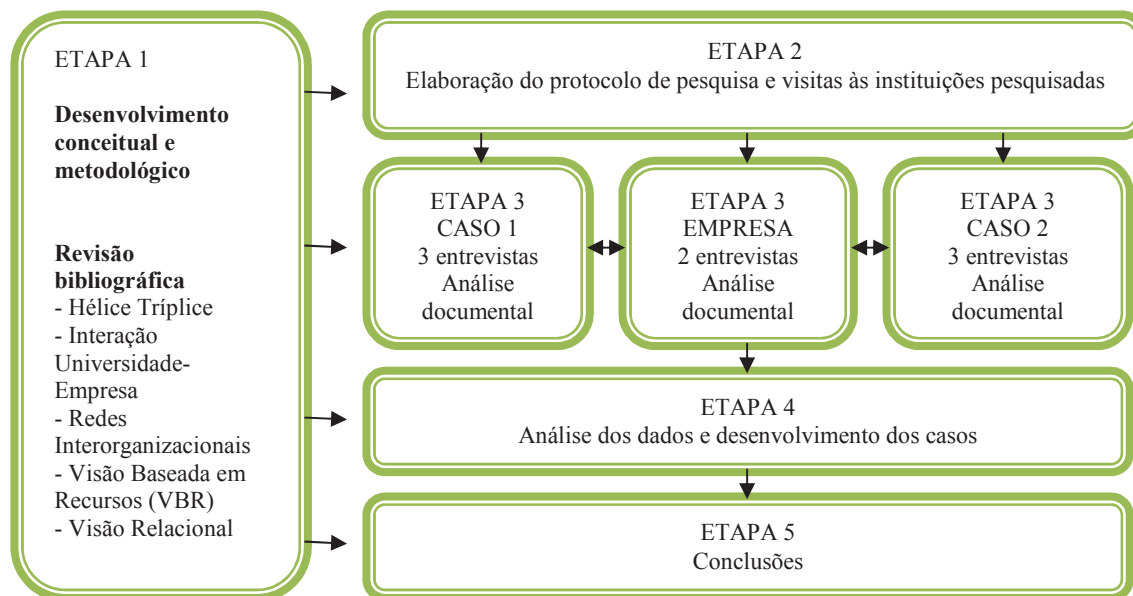 ETAPA 1
Desenvolvimento
conceitual e
metodológico
Revisão
bibliográfica
- Hélice Tríplice
- Interação
Universidade-
Empresa
- Redes
Interorganizacionais
- Visão Baseada em
Recursos (VBR)
- Visão Relacional
ETAPA 2
Elaboração do protocolo de pesquisa e visitas às instituições pesquisadas
ETAPA 3
CASO 1
3 entrevistas
Análise
documental
ETAPA 3
EMPRESA
2 entrevistas
Análise
documental
ETAPA 3
CASO 2
3 entrevistas
Análise
documental
ETAPA 4
Análise dos dados e desenvolvimento dos casos
ETAPA 5
Conclusões